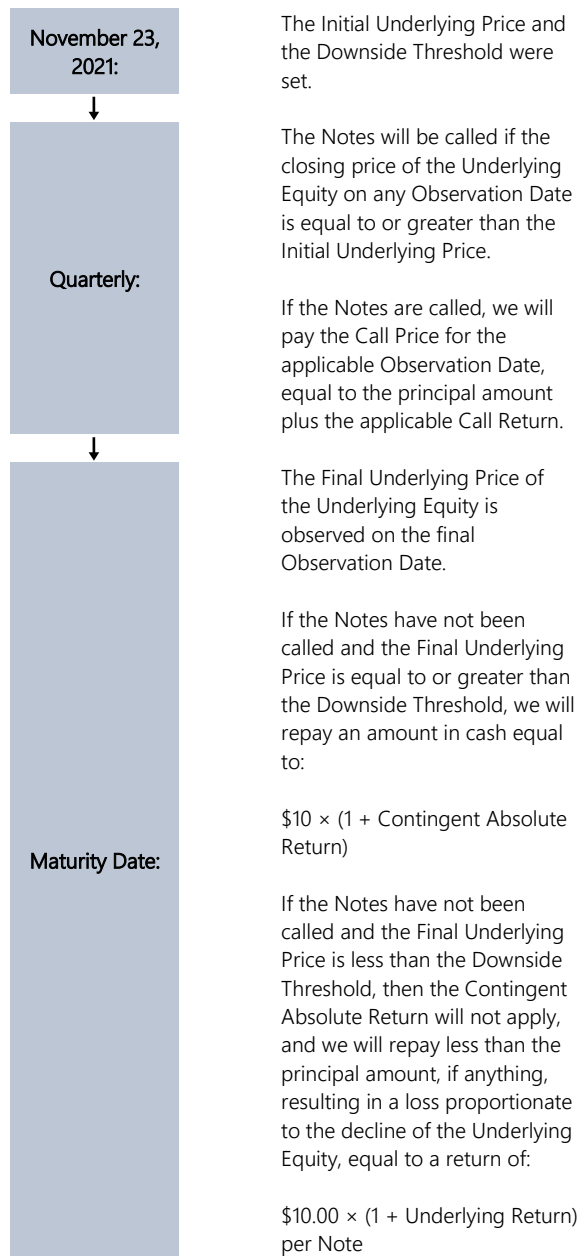 November 23,
2021:
The Initial Underlying Price and
the Downside Threshold were
set.
Quarterly:
The Notes will be called if the
closing price of the Underlying
Equity on any Observation Date
is equal to or greater than the
Initial Underlying Price.
If the Notes are called, we will
pay the Call Price for the
applicable Observation Date,
equal to the principal amount
plus the applicable Call Return.
Maturity Date:
The Final Underlying Price of
the Underlying Equity is
observed on the final
Observation Date.
If the Notes have not been
called and the Final Underlying
Price is equal to or greater than
the Downside Threshold, we will
repay an amount in cash equal
to:
$10 × (1 + Contingent Absolute
Return)
If the Notes have not been
called and the Final Underlying
Price is less than the Downside
Threshold, then the Contingent
Absolute Return will not apply,
and we will repay less than the
principal amount, if anything,
resulting in a loss proportionate
to the decline of the Underlying
Equity, equal to a return of:
$10.00 × (1 + Underlying Return)
per Note